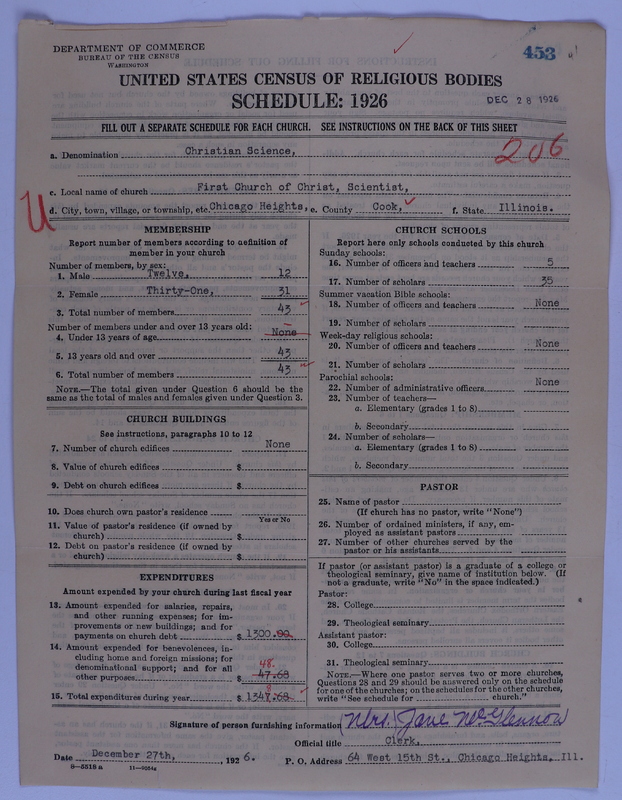 DEPARTMENT OF COMMERCE
BUREAU OF THE CENSUS
WASHINGTON
453
UNITED STATES CENSUS OF RELIGIOUS BODIES
SCHEDULE: 1926
DEC 28 1926
FILL OUT A SEPARATE SCHEDULE FOR EACH CHURCH. SEE INSTRUCTIONS ON THE BACK OF THIS SHEET
206
a. Denomination Christian Science,
c. Local name of church First Church of Christ, Scientist,
d. City, town, village, or township, etc. Chicago Heights, e. County Cook, f. State Illinois.
MEMBERSHIP
Report number of members according to definition of
member in your church
Number of members, by sex:
1. Male Twelve, 12
2. Female Thirty-One, 31
3. Total number of members 43
Number of members under and over 13 years old:
4. Under 13 years of age None
5. 13 years old and over 43
6. Total number of members 43
NOTE.—The total given under Question 6 should be
same as the total of males and females given under Question 3.
CHURCH BUILDINGS
See instructions, paragraphs 10 to 12
7. Number of church edifices None
8. Value of church edifices $
9. Debt on church edifices $
10. Does church own pastor's residence
Yes or No
11. Value of pastor's residence (if owned by
church) $
12. Debt on pastor's residence (if owned by
church) $
EXPENDITURES
Amount expended by your church during last fiscal year
13. Amount expended for salaries, repairs,
and other running expenses; for im-
provements or new buildings; and for
payments on church debt $ 1300.00
14. Amount expended for benevolences, in-
cluding home and foreign missions; for
denominational support; and for all
48.
other purposes $ 47.68
8
15. Total expenditures during year $ 1347.68
CHURCH SCHOOLS
Report here only schools conducted by this church
Sunday schools:
16. Number of officers and teachers 5
17. Number of scholars 35
Summer vacation Bible schools:
18. Number of officers and teachers None
19. Number of scholars
Week-day religious schools:
20. Number of officers and teachers None
21. Number of scholars
Parochial schools:
22. Number of administrative officers None
23. Number of teachers—
a. Elementary (grades 1 to 8)
b. Secondary
24. Number of scholars—
a. Elementary (grades 1 to 8)
b. Secondary
PASTOR
25. Name of pastor
(If church has no pastor, write "None")
26. Number of ordained ministers, if any, em-
ployed as assistant pastors
27. Number of other churches served by the
pastor or his assistants
If pastor (or assistant pastor) is a graduate of a college or
theological seminary, give name of institution below. (If
not a graduate, write "No" in the space indicated.)
Pastor:
28. College
29. Theological seminary
Assistant pastor:
30. College
31. Theological seminary
NOTE.—Where one pastor serves two or more churches,
Questions 28 and 29 should be answered only on the schedule
for one of the churches; on the schedules for the other churches,
write "See schedule for church."
Signature of person furnishing information (Mrs.) Jane McGlennow
Official title Clerk,
Date December 27th, 1926. P. O. Address 64 West 15th St., Chicago Heights, Ill.
8—5518 a